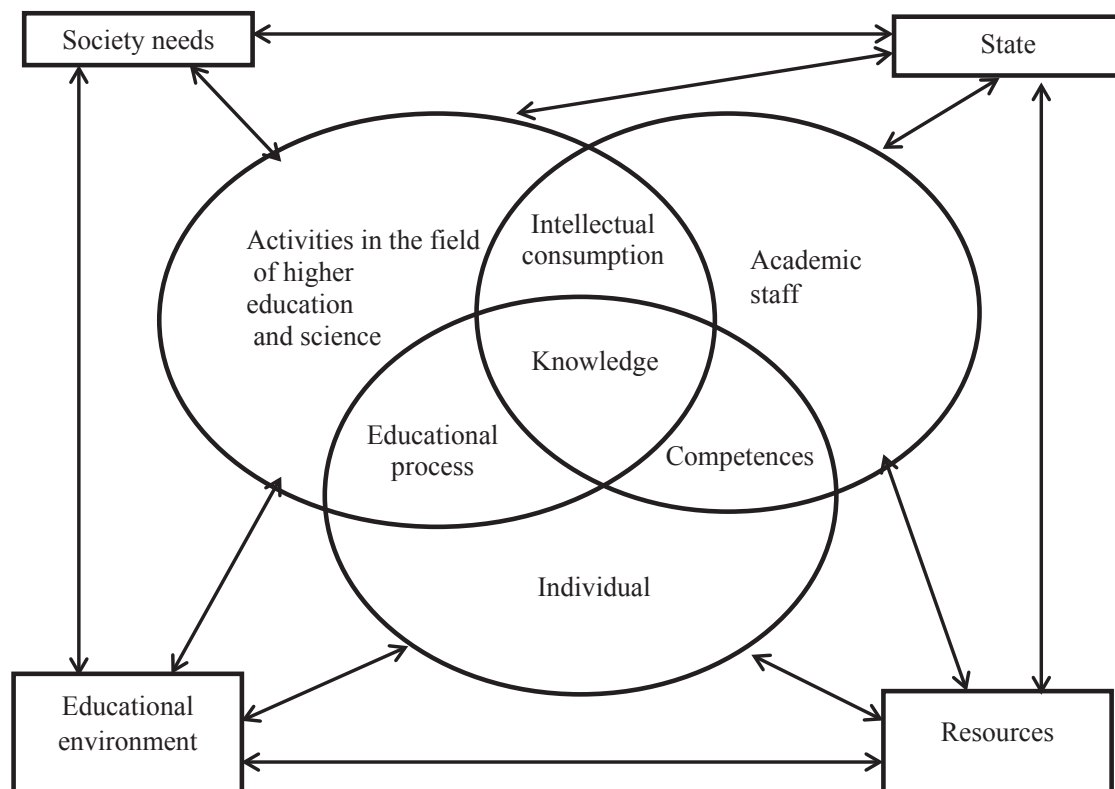 Society needs
State
Intellectual
consumption
Activities in the field
of higher
education
and science
Academic
staff
Knowledge
Educational
process
Competences
Individual
Educational
environment
Resources